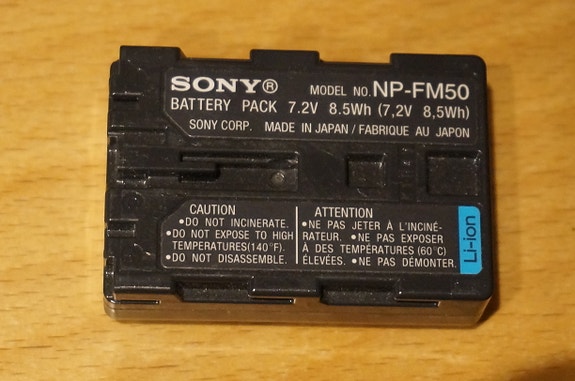 SONY® MODEL NO. NP-FM50
BATTERY PACK 7.2V 8.5Wh (7,2V 8,5Wh)
SONY CORP. MADE IN JAPAN / FABRIQUE AU JAPON
CAUTION
•DO NOT INCINERATE.
•DO NOT EXPOSE TO HIGH
TEMPERATURES(140°F).
•DO NOT DISASSEMBLE.
ATTENTION
•NE PAS JETER À L'INCINÉ-
RATEUR. •NE PAS EXPOSER
À DES TEMPÉRATURES (60°C)
ÉLEVÉES. •NE PAS DÉMONTER.
Li-ion